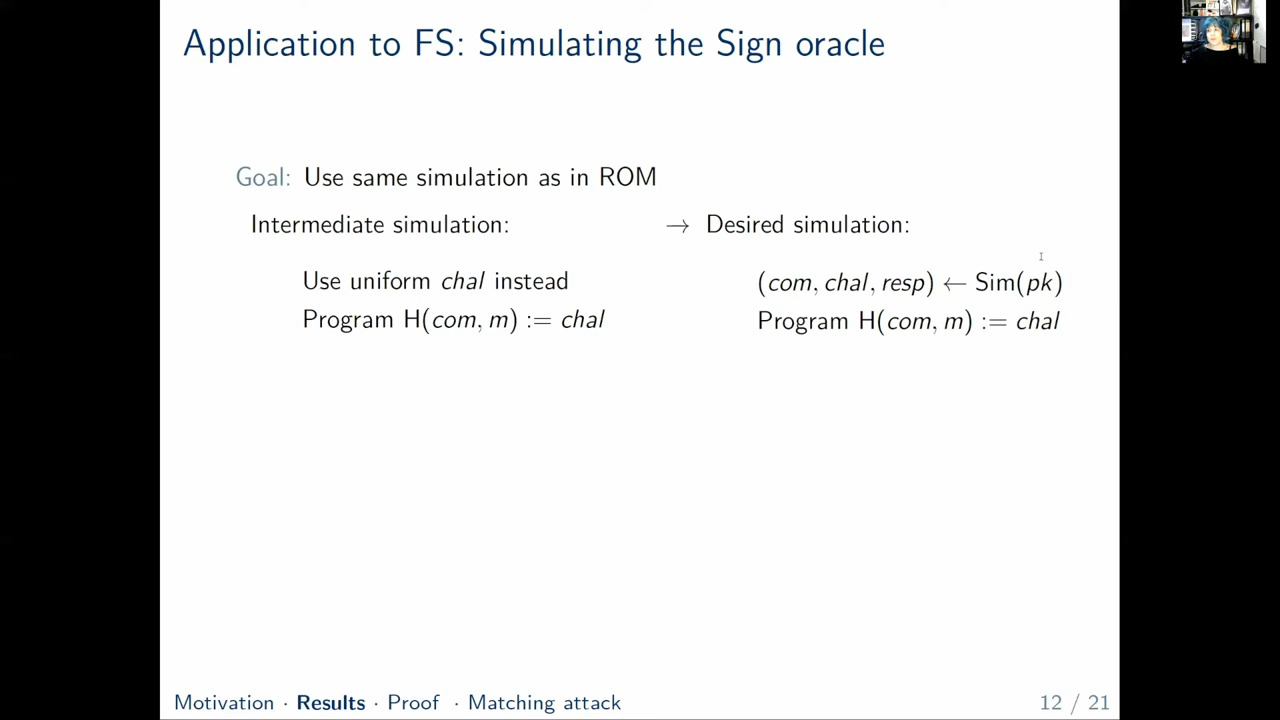 Application to FS: Simulating the Sign oracle
Goal: Use same simulation as in ROM
Intermediate simulation: → Desired simulation:
Use uniform chal instead (com, chal, resp) ← Sim(pk)
Program H(com, m) := chal Program H(com, m) := chal
Motivation · Results · Proof · Matching attack 12 / 21